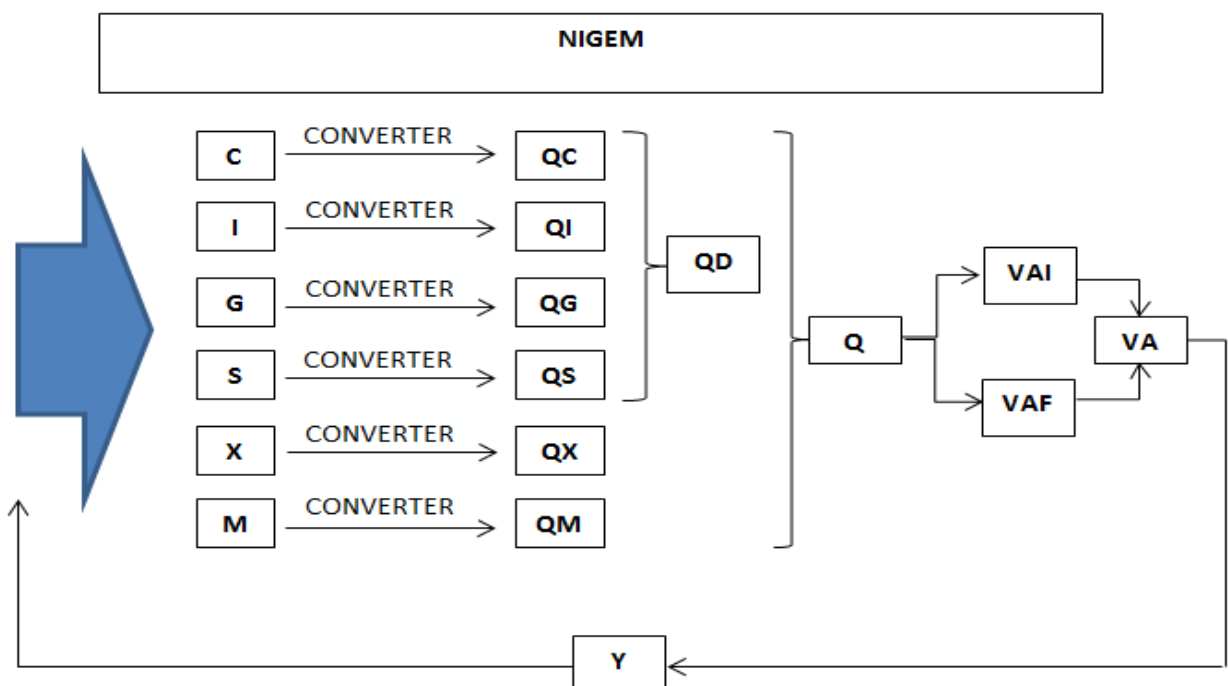 NIGEM
C CONVERTER QC
I CONVERTER QI
G CONVERTER QG
S CONVERTER QS
X CONVERTER QX
M CONVERTER QM
QD
Q
VAI
VAF
VA
Y